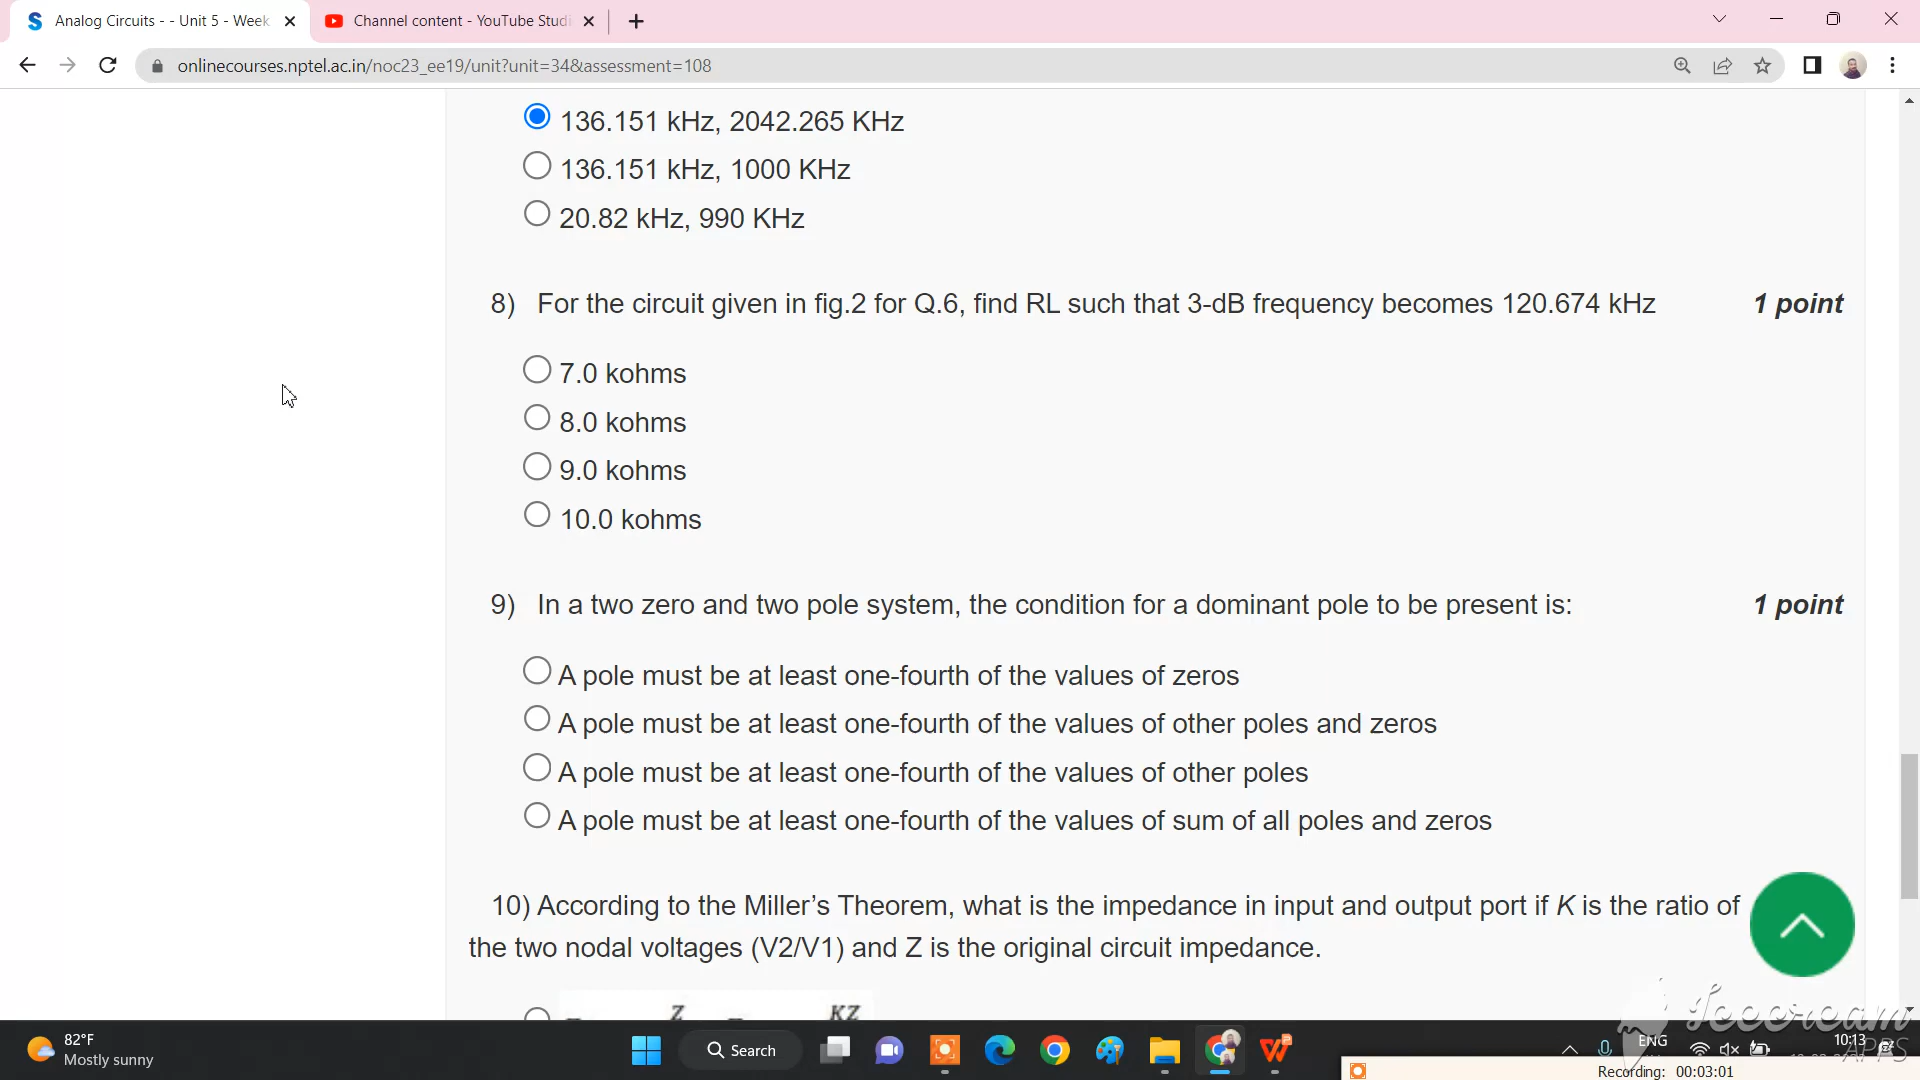 Analog Circuits - - Unit 5 - Week
Channel content - YouTube Studi
onlinecourses.nptel.ac.in/noc23_ee19/unit?unit=34&assessment=108
136.151 kHz, 2042.265 KHz
136.151 kHz, 1000 KHz
20.82 kHz, 990 KHz
8) For the circuit given in fig.2 for Q.6, find RL such that 3-dB frequency becomes 120.674 kHz 1 point
7.0 kohms
8.0 kohms
9.0 kohms
10.0 kohms
9) In a two zero and two pole system, the condition for a dominant pole to be present is: 1 point
A pole must be at least one-fourth of the values of zeros
A pole must be at least one-fourth of the values of other poles and zeros
A pole must be at least one-fourth of the values of other poles
A pole must be at least one-fourth of the values of sum of all poles and zeros
10) According to the Miller’s Theorem, what is the impedance in input and output port if K is the ratio of
the two nodal voltages (V2/V1) and Z is the original circuit impedance.
Z KZ
Icecream
APPS
82°F
Mostly sunny
Search
ENG
10:13
Recording: 00:03:01